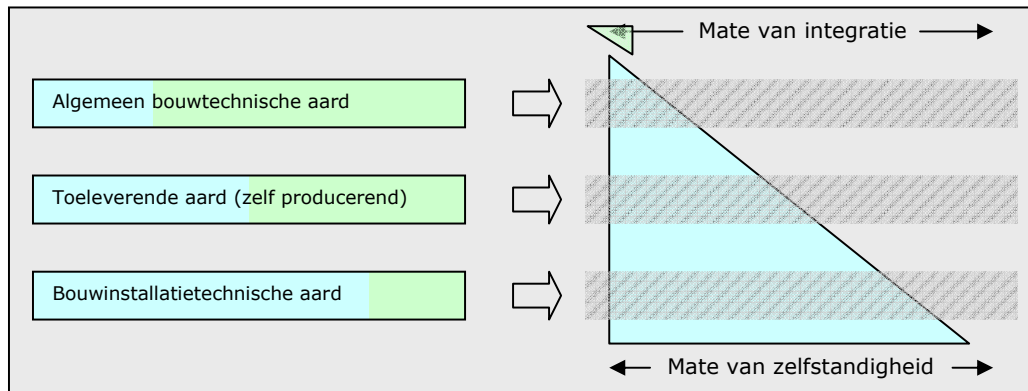 Mate van integratie
Algemeen bouwtechnische aard
Toeleverende aard (zelf producerend)
Bouwinstallatietechnische aard
Mate van zelfstandigheid